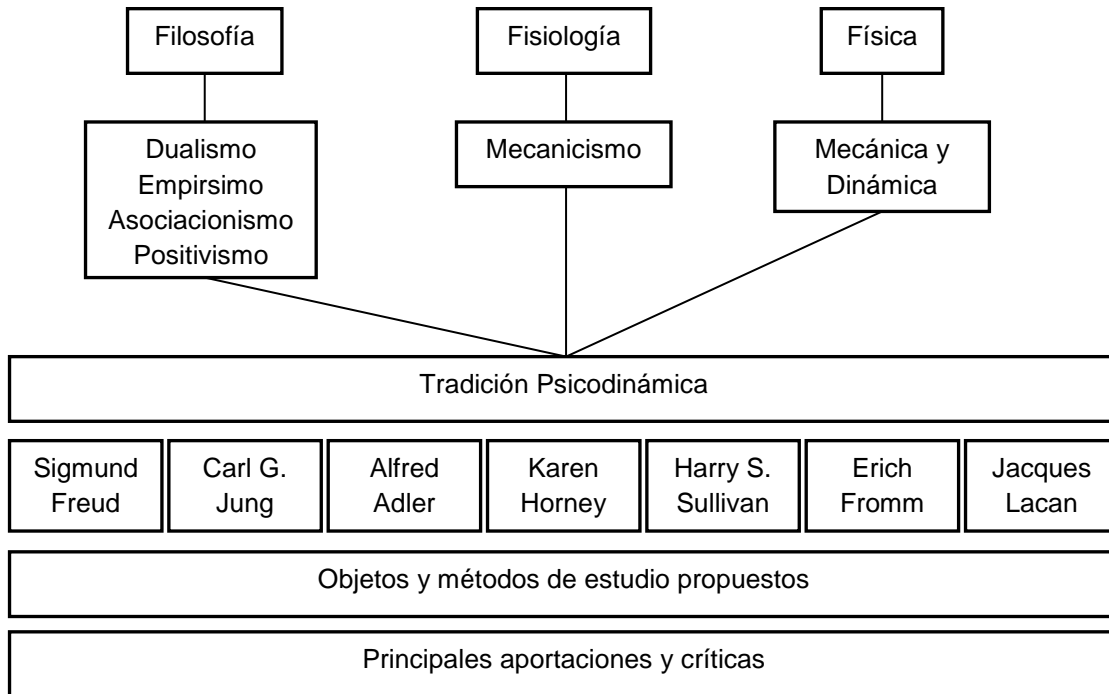 Filosofía
Fisiología
Física
Dualismo
Empirsimo
Asociacionismo
Positivismo
Mecanicismo
Mecánica y
Dinámica
Tradición Psicodinámica
Sigmund
Freud
Carl G.
Jung
Alfred
Adler
Karen
Horney
Harry S.
Sullivan
Erich
Fromm
Jacques
Lacan
Objetos y métodos de estudio propuestos
Principales aportaciones y críticas